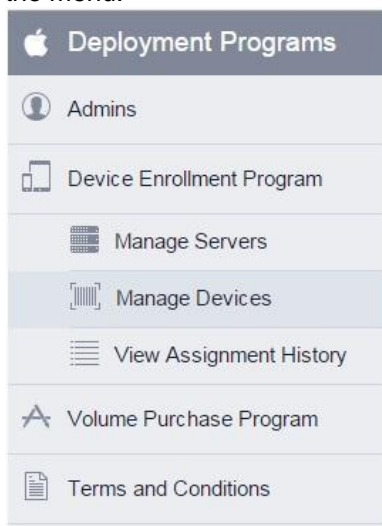 the menu.
Deployment Programs
Admins
Device Enrollment Program
Manage Servers
Manage Devices
View Assignment History
Volume Purchase Program
Terms and Conditions